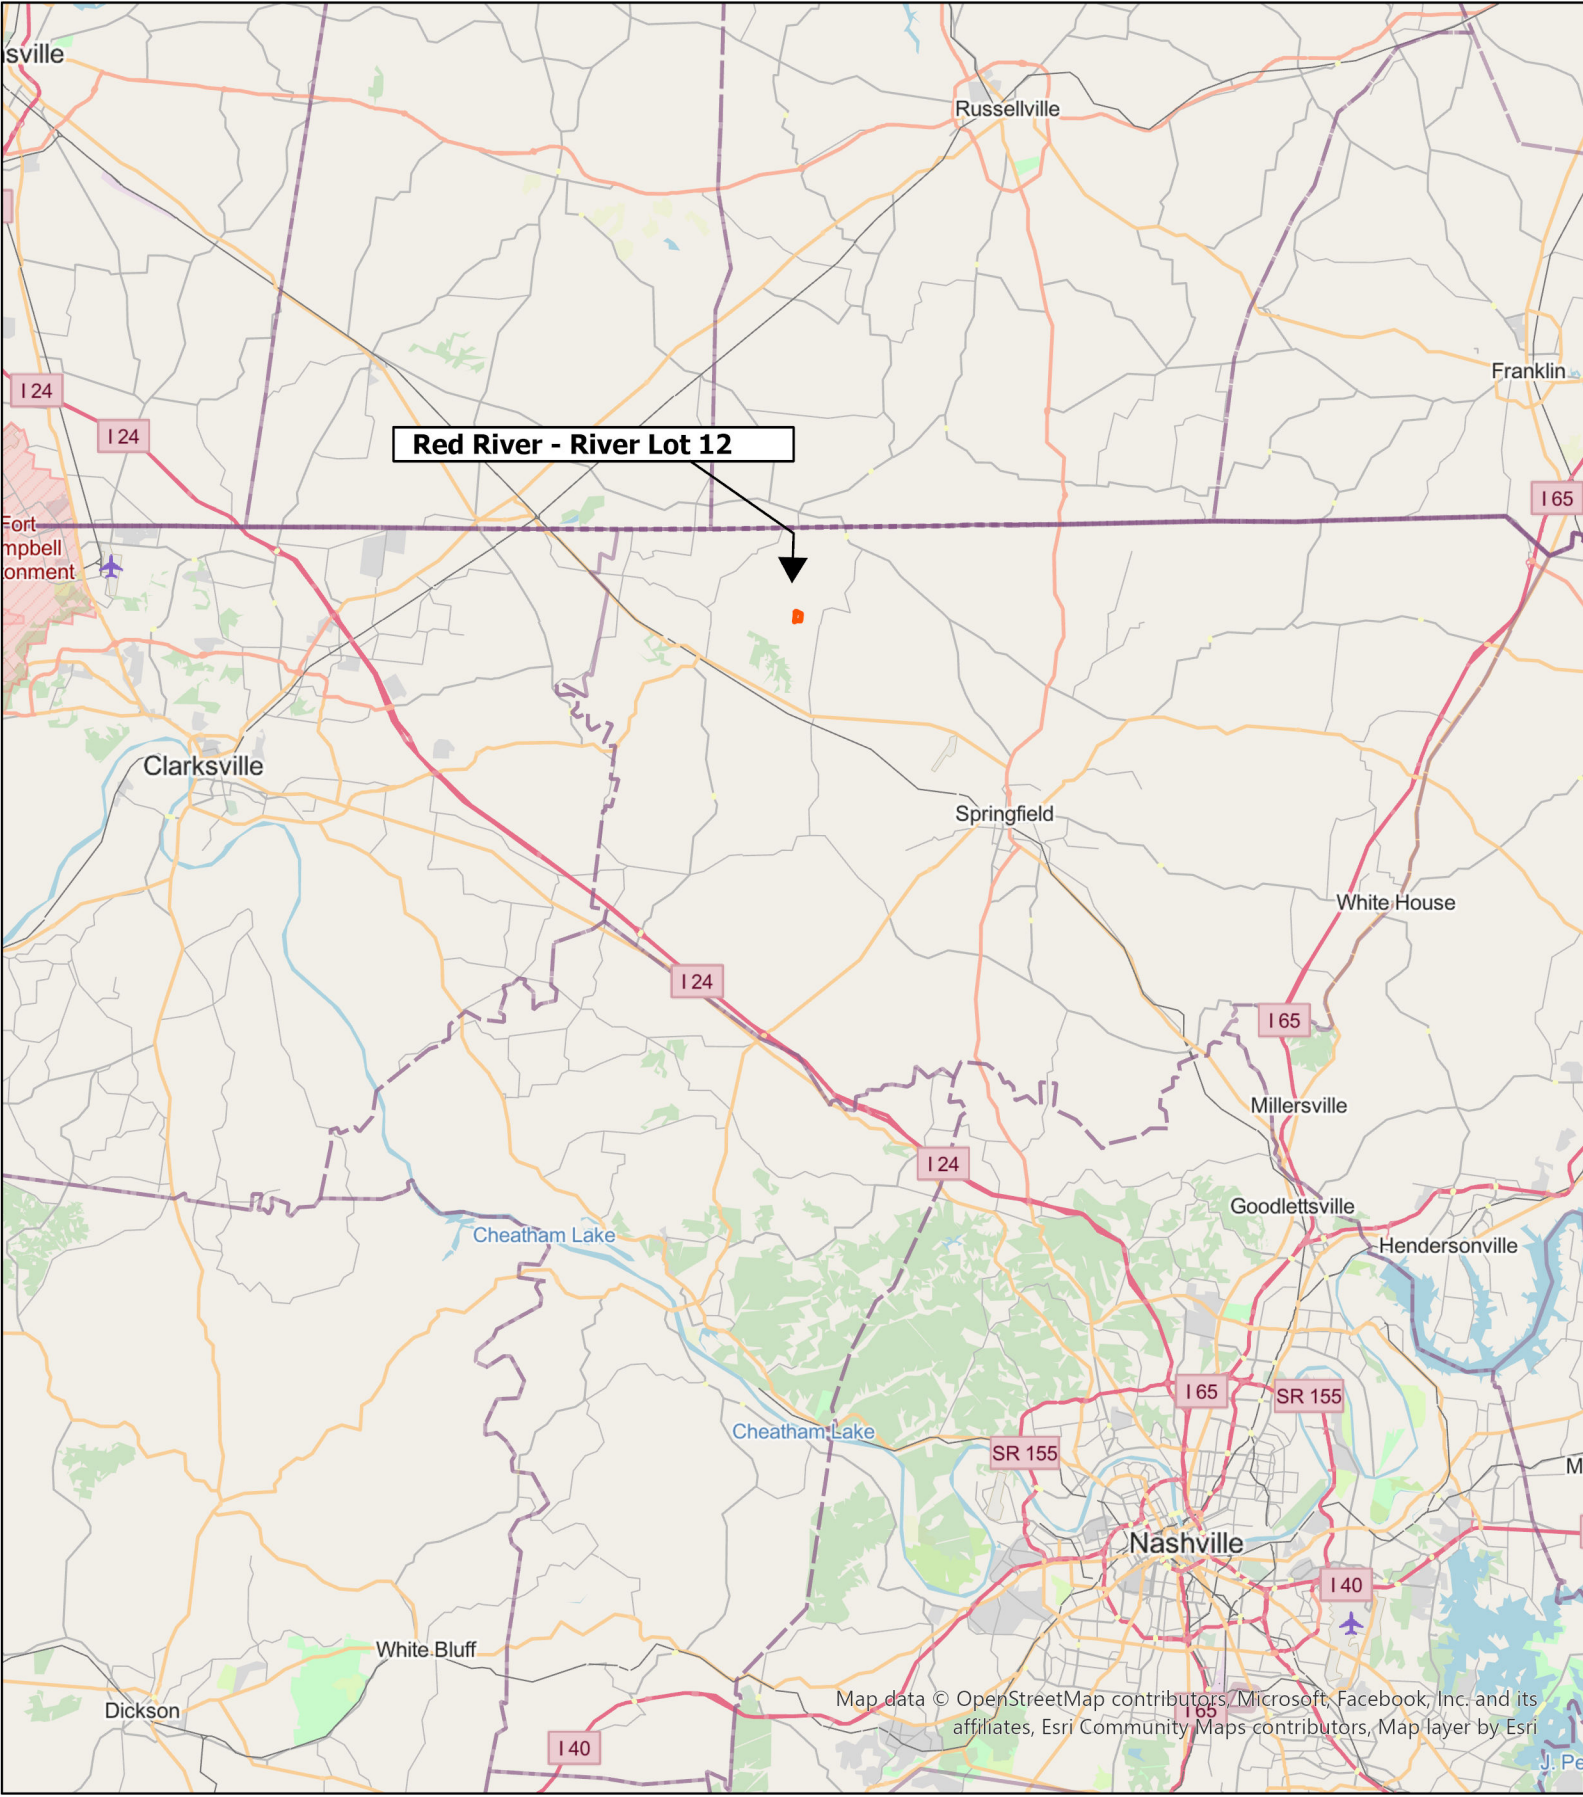 sville
Russellville
Franklin
I 24
I 24
Red River - River Lot 12
I 65
Fort
mpbell
onment
Clarksville
Springfield
White House
I 24
I 65
Millersville
I 24
Goodlettsville
Cheatham Lake
Hendersonville
I 65
SR 155
Cheatham Lake
SR 155
M
Nashville
I 40
White Bluff
Dickson
Map data © OpenStreetMap contributors, Microsoft, Facebook, Inc. and its
affiliates, Esri Community Maps contributors, Map layer by Esri
I 65
I 40
J. Pe